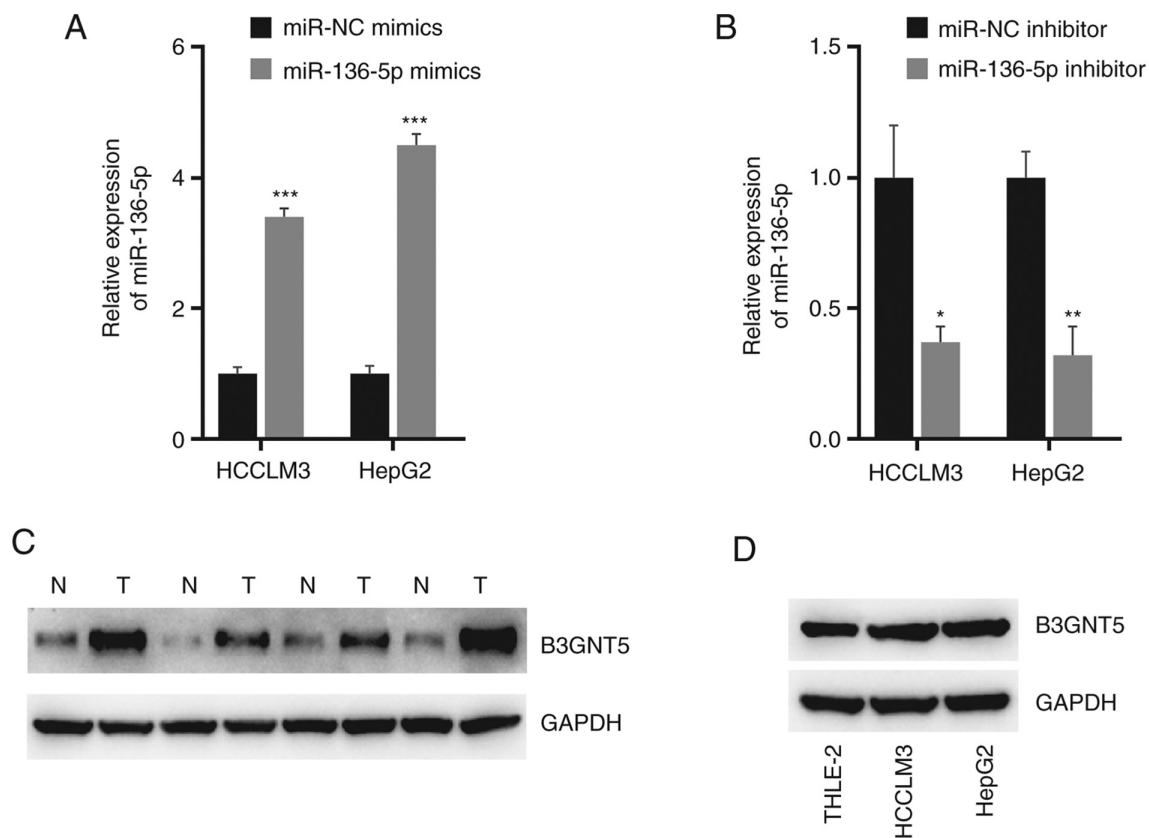 A
miR-NC mimics
miR-136-5p mimics
***
***
Relative expression
of miR-136-5p
6
4
2
0
HCCLM3
HepG2
B
miR-NC inhibitor
miR-136-5p inhibitor
*
**
Relative expression
of miR-136-5p
1.5
1.0
0.5
0.0
HCCLM3
HepG2
C
N T N T N T N T
B3GNT5
GAPDH
D
B3GNT5
GAPDH
THLE-2
HCCLM3
HepG2